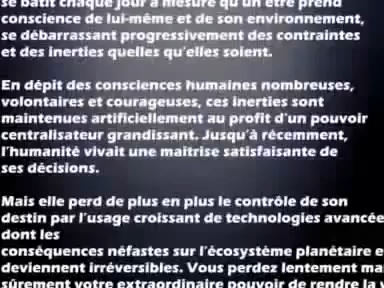 se bâtit chaque jour à mesure qu'un être prend
conscience de lui-même et de son environnement,
se débarrassant progressivement des contraintes
et des inerties quelles qu'elles soient.
En dépit des consciences humaines nombreuses,
volontaires et courageuses, ces inerties sont
maintenues artificiellement au profit d'un pouvoir
centralisateur grandissant. Jusqu'à récemment,
l'humanité vivait une maitrise satisfaisante de
ses décisions.
Mais elle perd de plus en plus le contrôle de son
destin par l'usage croissant de technologies avancée
dont les
conséquences néfastes sur l'écosystème planétaire e
deviennent irréversibles. Vous perdez lentement ma
sûrement votre extraordinaire pouvoir de rendre la v